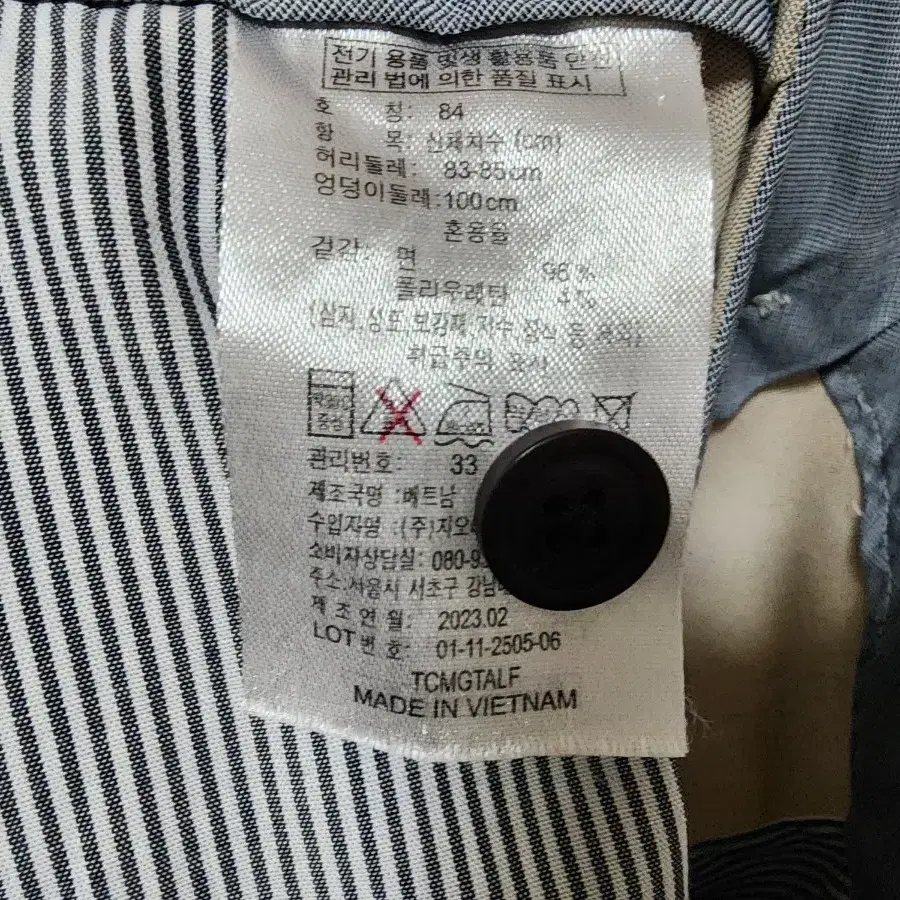 전기 용품 및생 활용품 안전
관리 법에 의한 품질 표시
호 칭: 84
항 목: 신체치수 (cm)
허리둘레: 83-85cm
엉덩이둘레:100cm
혼용율
겉감: 면 96%
폴리우레탄 4%
(심지,상표,보강재,자수,장식 등 제외)
취급주의 표시
관리번호: 33
제조국명 :베트남
수입자명 :(주)지오
소비자상담실: 080-93
주소:서울시 서초구 강남
제 조 연 월: 2023.02
LOT 번 호: 01-11-2505-06
TCMGTALF
MADE IN VIETNAM